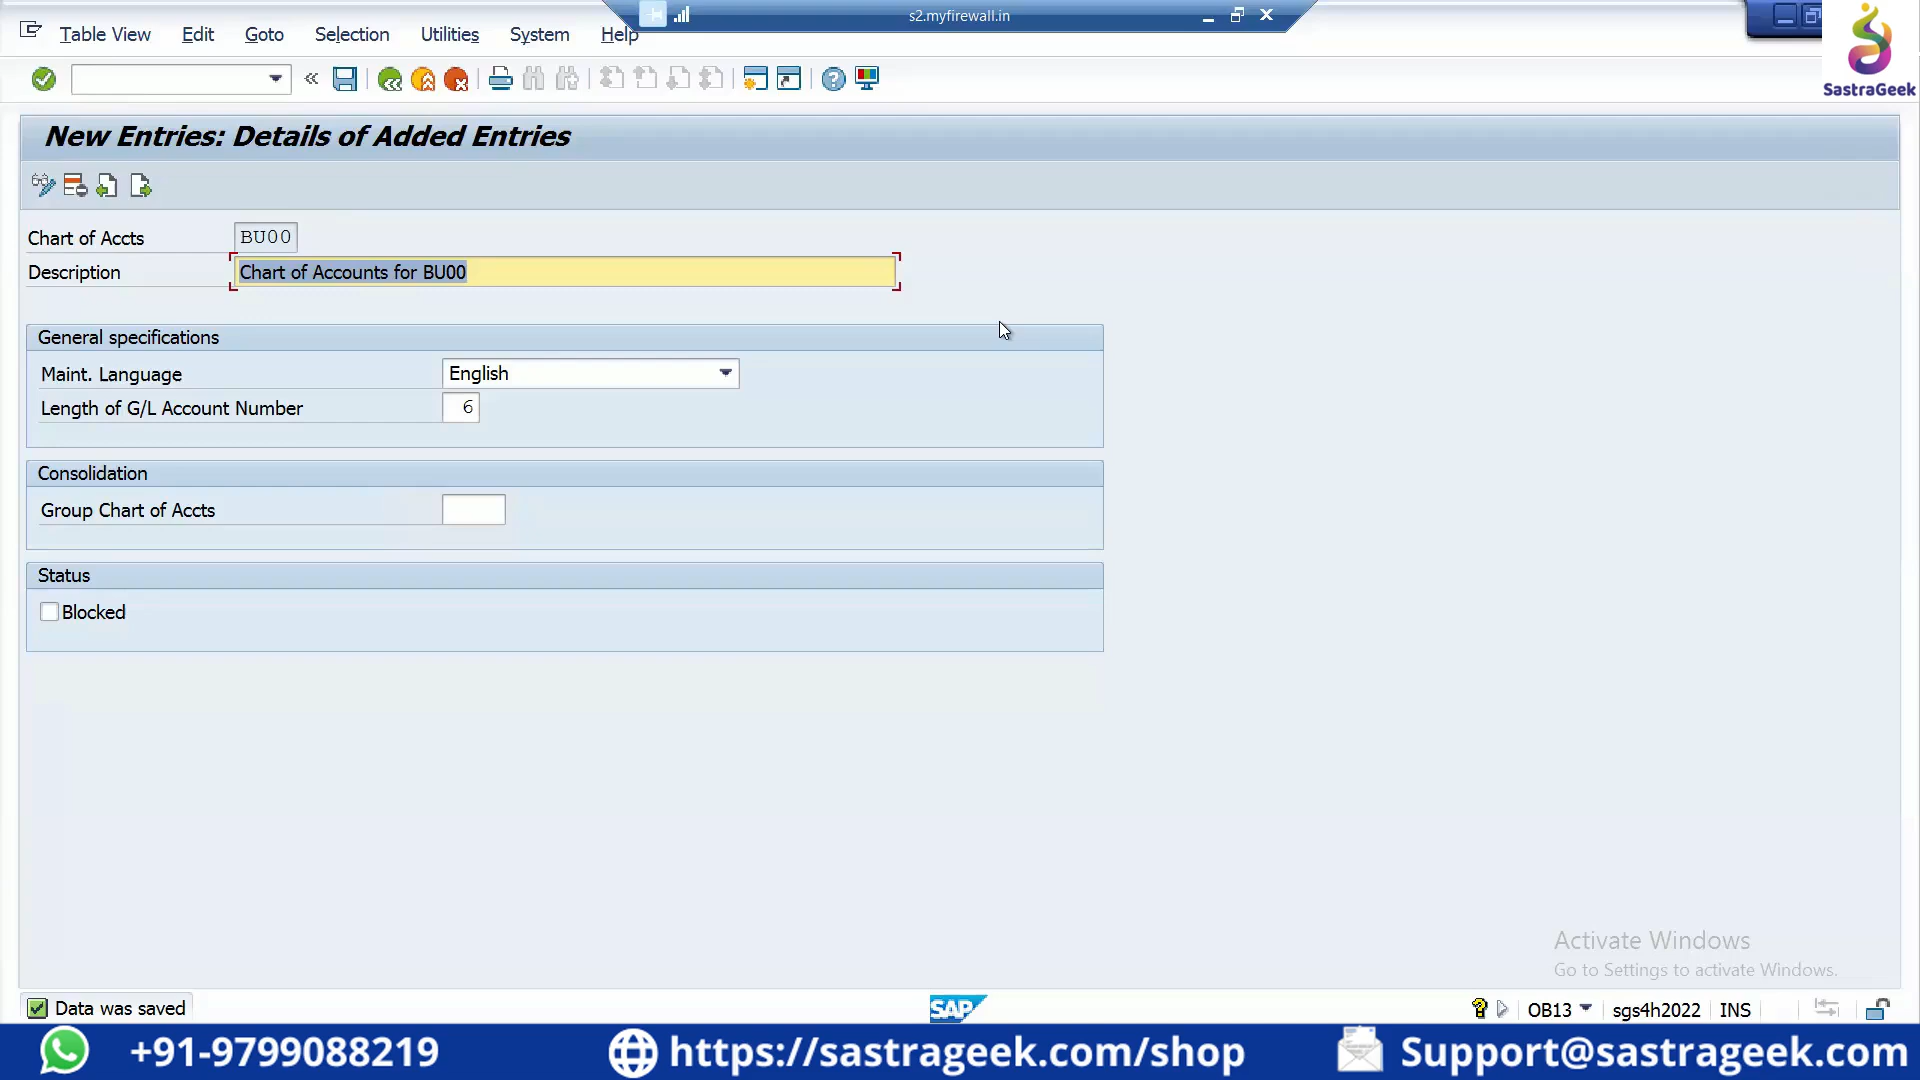 s2.myfirewall.in
Table View Edit Goto Selection Utilities System Help
SastraGeek
New Entries: Details of Added Entries
Chart of Accts BU00
Description Chart of Accounts for BU00
General specifications
Maint. Language English
Length of G/L Account Number 6
Consolidation
Group Chart of Accts
Status
Blocked
Activate Windows
Go to Settings to activate Windows.
Data was saved SAP OB13 sgs4h2022 INS
+91-9799088219 https://sastrageek.com/shop Support@sastrageek.com